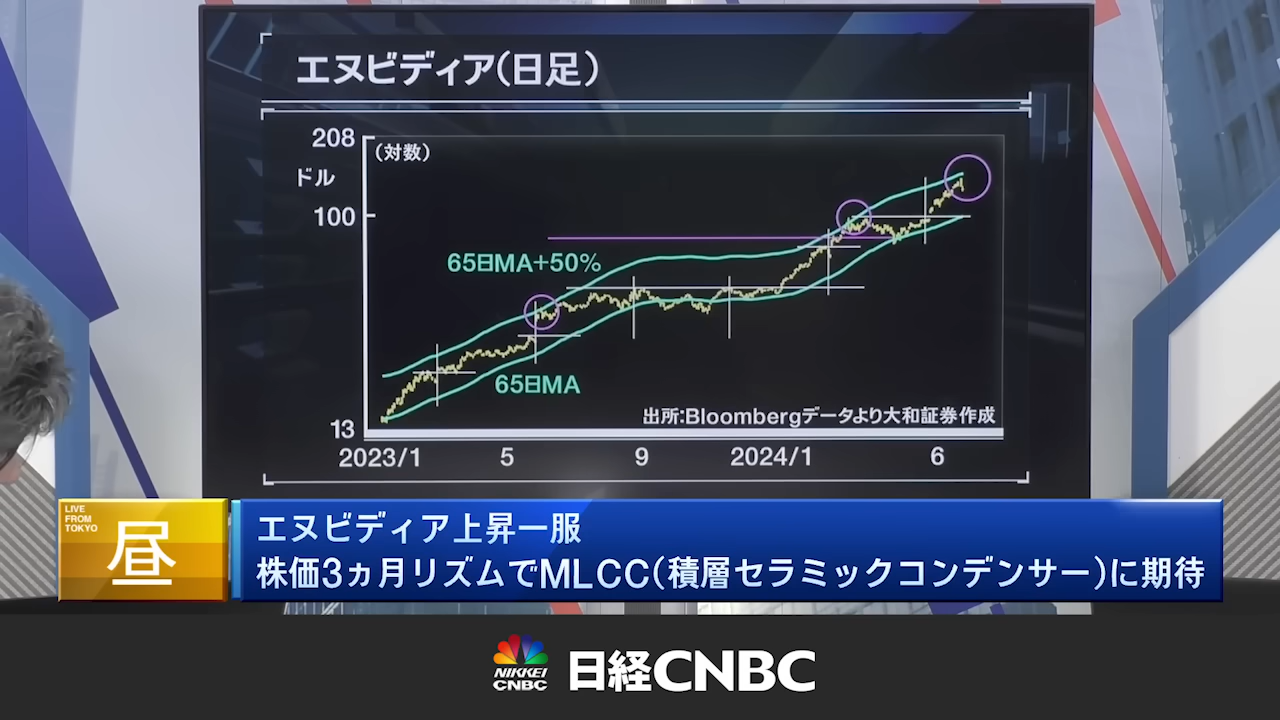 エヌビディア(日足)
208
(対数)
ドル
100
65日MA+50%
65日MA
出所:Bloombergデータより大和証券作成
13
2023/1 5 9 2024/1 6
LIVE
FROM
TOKYO
昼
エヌビディア上昇一服
株価3ヵ月リズムでMLCC(積層セラミックコンデンサー)に期待
NIKKEI
CNBC
日経CNBC